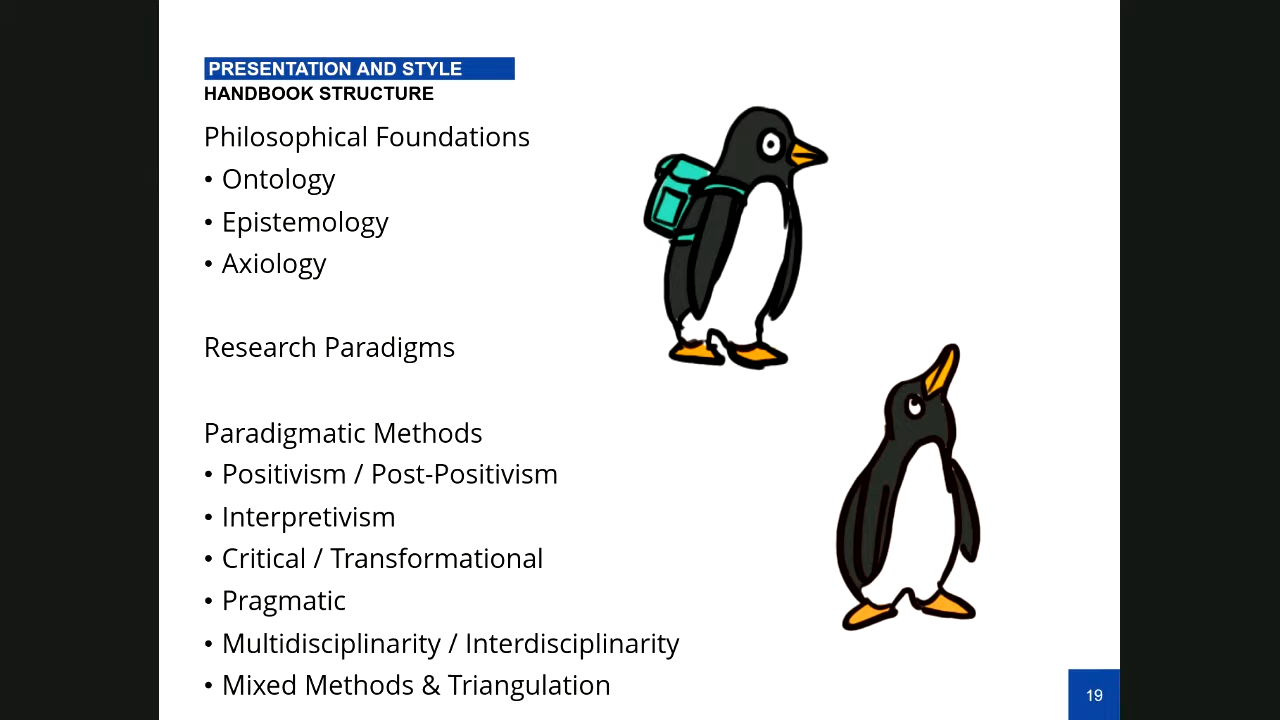 PRESENTATION AND STYLE
HANDBOOK STRUCTURE
Philosophical Foundations
• Ontology
• Epistemology
• Axiology
Research Paradigms
Paradigmatic Methods
• Positivism / Post-Positivism
• Interpretivism
• Critical / Transformational
• Pragmatic
• Multidisciplinarity / Interdisciplinarity
• Mixed Methods & Triangulation
19